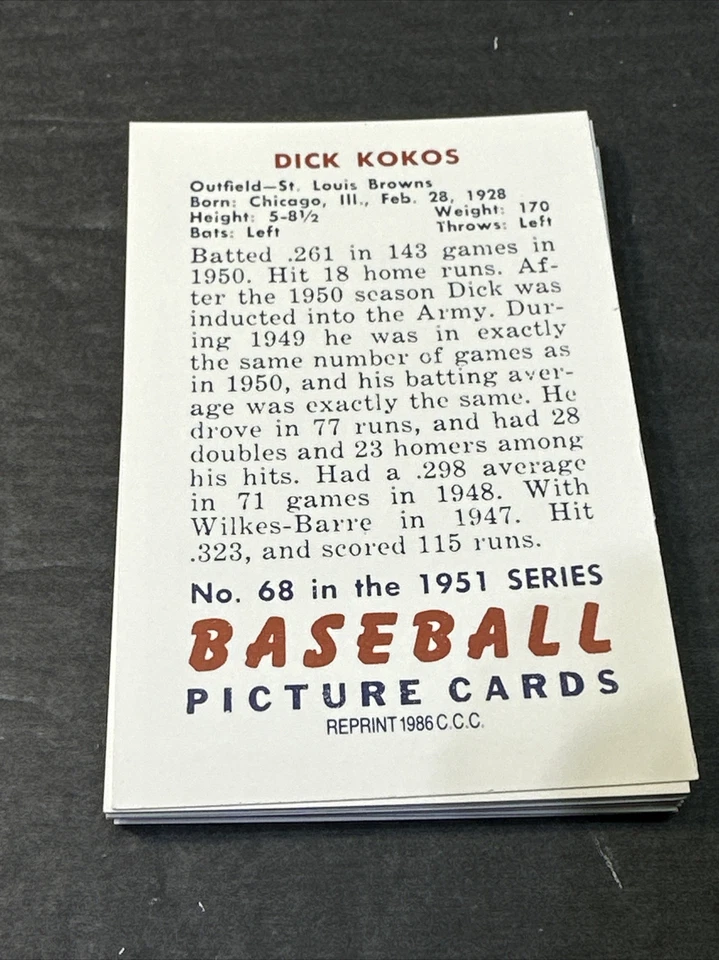 DICK KOKOS
Outfield—St. Louis Browns
Born: Chicago, Ill., Feb. 28, 1928
Height: 5-8½ Weight: 170
Bats: Left Throws: Left
Batted .261 in 143 games in
1950. Hit 18 home runs. Af-
ter the 1950 season Dick was
inducted into the Army. Dur-
ing 1949 he was in exactly
the same number of games as
in 1950, and his batting aver-
age was exactly the same. He
drove in 77 runs, and had 28
doubles and 23 homers among
his hits. Had a .298 average
in 71 games in 1948. With
Wilkes-Barre in 1947. Hit
.323, and scored 115 runs.
No. 68 in the 1951 SERIES
BASEBALL
PICTURE CARDS
REPRINT 1986 C.C.C.